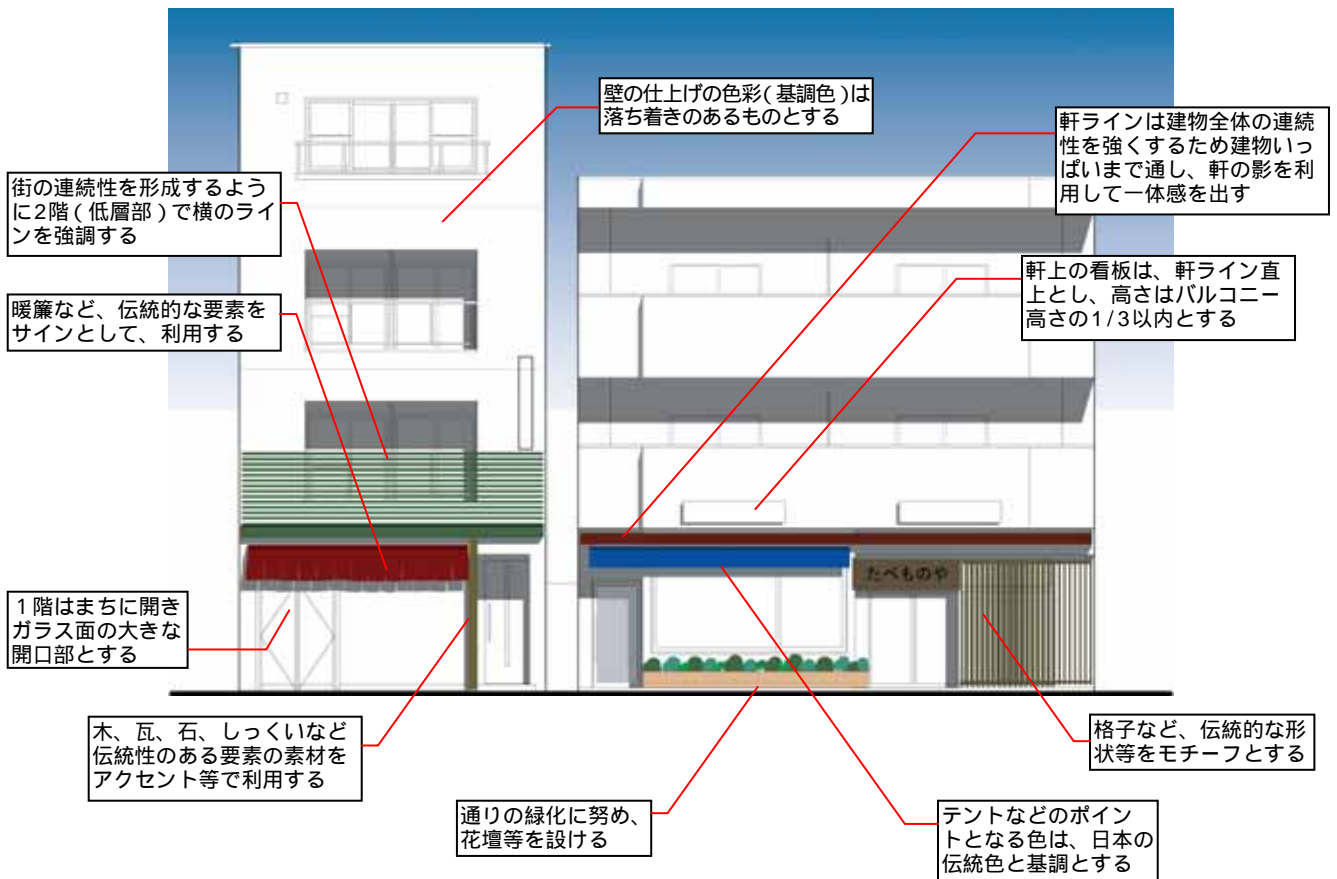 壁の仕上げの色彩(基調色)は
落ち着きのあるものとする
軒ラインは建物全体の連続
性を強くするため建物いっ
ぱいまで通し、軒の影を利
用して一体感を出す
街の連続性を形成するよう
に2階(低層部)で横のライ
ンを強調する
軒上の看板は、軒ライン直
上とし、高さはバルコニー
高さの1/3以内とする
暖簾など、伝統的な要素を
サインとして、利用する
たべものや
1階はまちに開き
ガラス面の大きな
開口部とする
木、瓦、石、しっくいなど
伝統性のある要素の素材を
アクセント等で利用する
格子など、伝統的な形
状等をモチーフとする
通りの緑化に努め、
花壇等を設ける
テントなどのポイン
トとなる色は、日本の
伝統色と基調とする